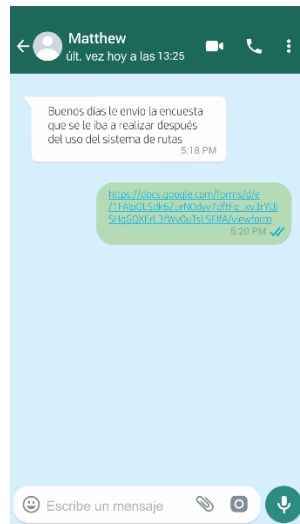 Matthew
últ. vez hoy a las 13:25
Buenos días le envío la encuesta
que se le iba a realizar después
del uso del sistema de rutas
5:18 PM
https://docs.google.com/forms/d/e
5:20 PM
Escribe un mensaje